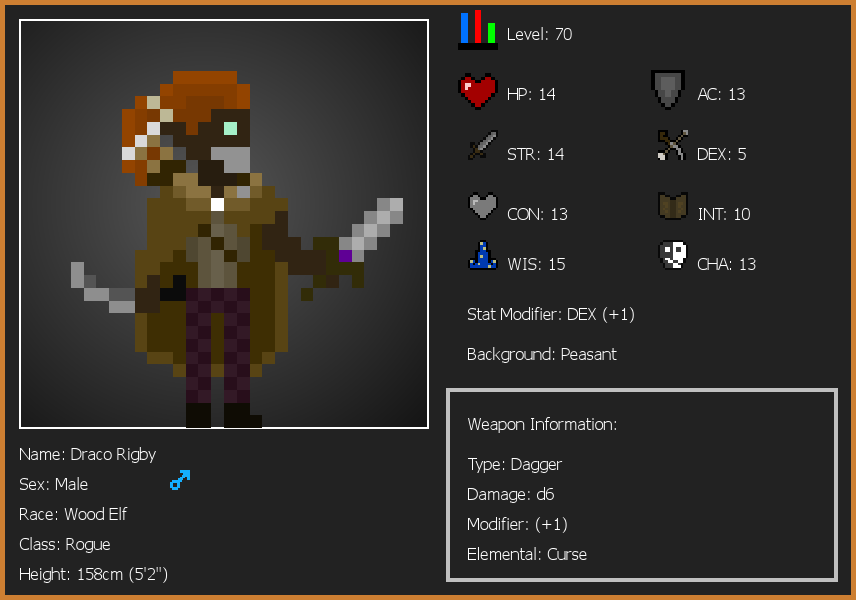 Level: 70
HP: 14
AC: 13
STR: 14
DEX: 5
CON: 13
INT: 10
WIS: 15
CHA: 13
Stat Modifier: DEX (+1)
Background: Peasant
Weapon Information:
Type: Dagger
Damage: d6
Modifier: (+1)
Elemental: Curse
Name: Draco Rigby
Sex: Male
Race: Wood Elf
Class: Rogue
Height: 158cm (5'2")